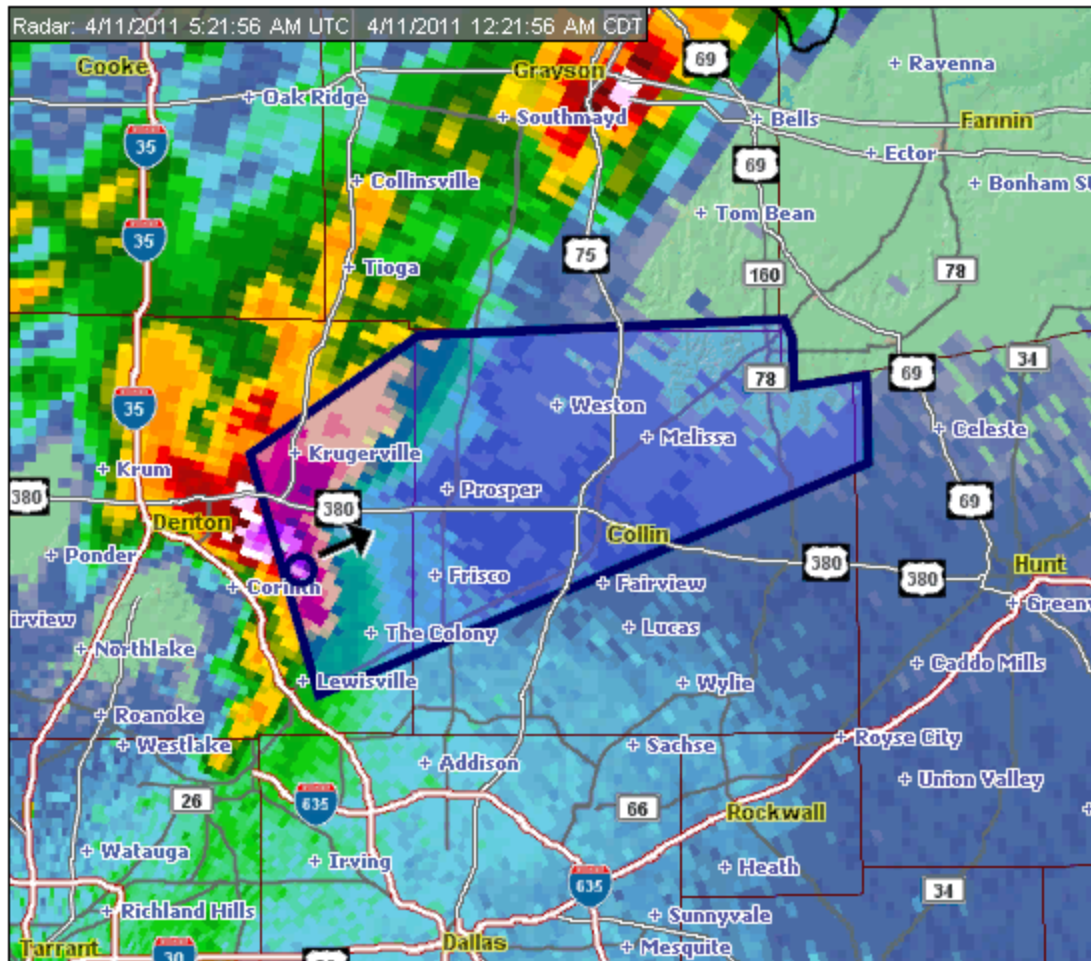 Radar: 4/11/2011 5:21:56 AM UTC 4/11/2011 12:21:56 AM CDT
Cooke
Grayson
69
Ravenna
Oak Ridge
Southmayd
Bells
Fannin
35
Ector
69
Collinsville
Bonham
Tom Bean
35
75
Tioga
160
78
34
78
69
35
Weston
Celeste
Melissa
Krugerville
Krum
380
Prosper
69
380
Denton
Collin
Ponder
380
380
Hunt
Frisco
Fairview
Corinth
irview
Lucas
The Colony
Northlake
Caddo Mills
Lewisville
Wylie
Roanoke
Westlake
Sachse
Royse City
Addison
Union Valley
26
635
66
Rockwall
Watauga
Irving
Heath
635
34
Richland Hills
Sunnyvale
Tarrant
30
Dallas
Mesquite